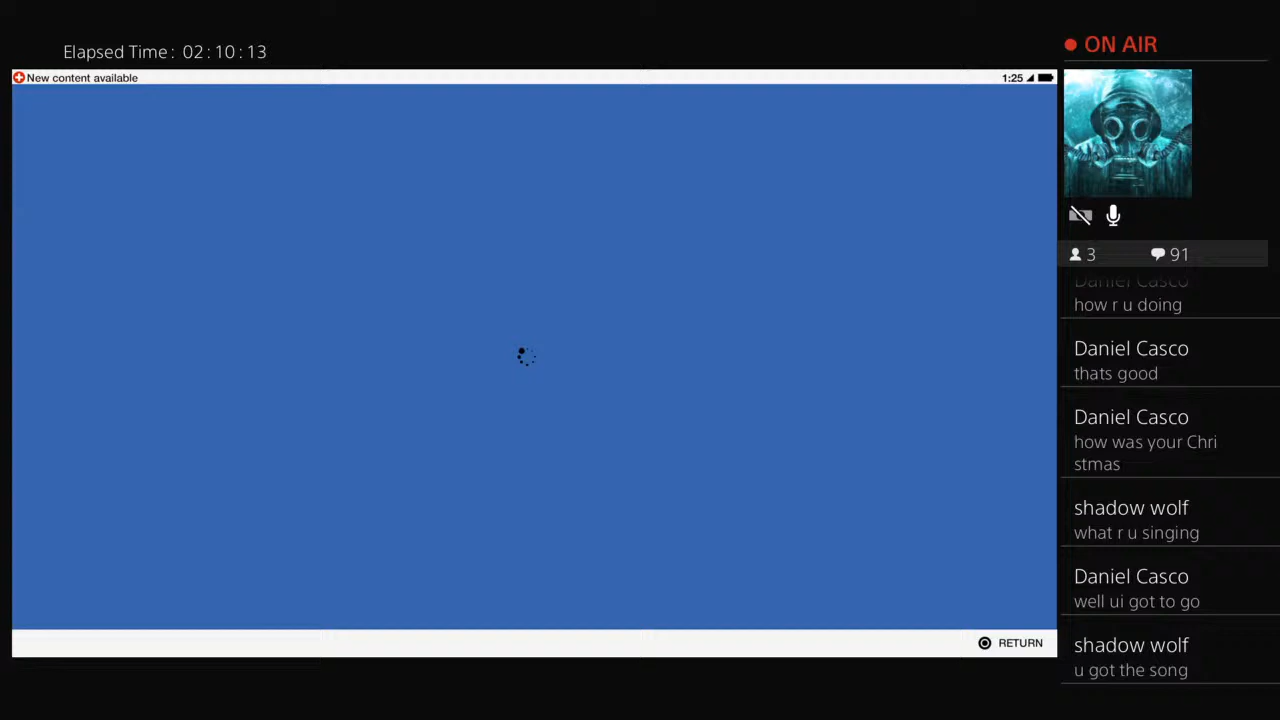 Elapsed Time: 02:10:13
ON AIR
New content available
1:25
3
91
Daniel Casco
how r u doing
Daniel Casco
thats good
Daniel Casco
how was your Chri
stmas
shadow wolf
what r u singing
Daniel Casco
well ui got to go
shadow wolf
u got the song
RETURN